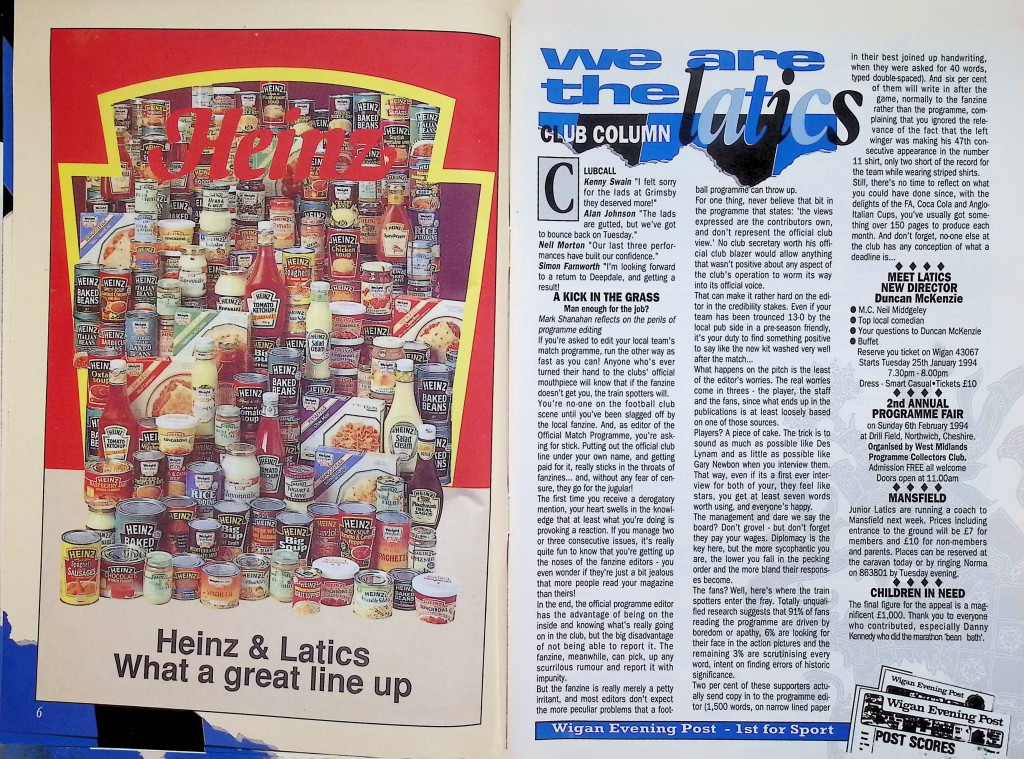 Heinz
Heinz & Latics
What a great line up
6
we are
the latics
CLUB COLUMN
CLUBCALL
Kenny Swain "I felt sorry
for the lads at Grimsby
they deserved more!"
Alan Johnson "The lads
are gutted, but we've got
to bounce back on Tuesday."
Neil Morton "Our last three perfor-
mances have built our confidence."
Simon Farnworth "I'm looking forward
to a return to Deepdale, and getting a
result!
A KICK IN THE GRASS
Man enough for the job?
Mark Shanahan reflects on the perils of
programme editing
If you're asked to edit your local team's
match programme, run the other way as
fast as you can! Anyone who's ever
turned their hand to the clubs' official
mouthpiece will know that if the fanzine
doesn't get you, the train spotters will.
You're no-one on the football club
scene until you've been slagged off by
the local fanzine. And, as editor of the
Official Match Programme, you're ask-
ing for stick. Putting out the official club
line under your own name, and getting
paid for it, really sticks in the throats of
fanzines... and, without any fear of cen-
sure, they go for the jugular!
The first time you receive a derogatory
mention, your heart swells in the knowl-
edge that at least what you're doing is
provoking a reaction. If you manage two
or three consecutive issues, it's really
quite fun to know that you're getting up
the noses of the fanzine editors - you
even wonder if they're just a bit jealous
that more people read your magazine
than theirs!
In the end, the official programme editor
has the advantage of being on the
inside and knowing what's really going
on in the club, but the big disadvantage
of not being able to report it. The
fanzine, meanwhile, can pick, up any
scurrilous rumour and report it with
impunity.
But the fanzine is really merely a petty
irritant, and most editors don't expect
the more peculiar problems that a foot-
ball programme can throw up.
For one thing, never believe that bit in
the programme that states: 'the views
expressed are the contributors own,
and don't represent the official club
view.' No club secretary worth his offi-
cial club blazer would allow anything
that wasn't positive about any aspect of
the club's operation to worm its way
into its official voice.
That can make it rather hard on the edi-
tor in the credibility stakes. Even if your
team has been trounced 13-0 by the
local pub side in a pre-season friendly,
it's your duty to find something positive
to say like the new kit washed very well
after the match...
What happens on the pitch is the least
of the editor's worries. The real worries
come in threes - the player, the staff
and the fans, since what ends up in the
publications is at least loosely based
on one of those sources.
Players? A piece of cake. The trick is to
sound as much as possible like Des
Lynam as and as little as possible like
Gary Newbon when you interview them.
That way, even if its a first ever inter-
view for both of your, they feel like
stars, you get at least seven words
worth using, and everyone's happy.
The management and dare we say the
board? Don't grovel - but don't forget
they pay your wages. Diplomacy is the
key here, but the more sycophantic you
are, the lower you fall in the pecking
order and the more bland their respons-
es become.
The fans? Well, here's where the train
spotters enter the fray. Totally unquali-
fied research suggests that 91% of fans
reading the programme are driven by
boredom or apathy, 6% are looking for
their face in the action pictures and the
remaining 3% are scrutinising every
word, intent on finding errors of historic
significance.
Two per cent of these supporters actu-
ally send copy in to the programme edi-
tor (1,500 words, on narrow lined paper
in their best joined up handwriting,
when they were asked for 40 words,
typed double-spaced). And six per cent
of them will write in after the
game, normally to the fanzine
rather than the programme, com-
plaining that you ignored the rele-
vance of the fact that the left
winger was making his 47th con-
secutive appearance in the number
11 shirt, only two short of the record for
the team while wearing striped shirts.
Still, there's no time to reflect on what
you could have done since, with the
delights of the FA, Coca Cola and Anglo-
Italian Cups, you've usually got some-
thing over 150 pages to produce each
month. And don't forget, no-one else at
the club has any conception of what a
deadline is...
MEET LATICS
NEW DIRECTOR
Duncan McKenzie
● M.C. Neil Middgeley
● Top local comedian
● Your questions to Duncan McKenzie
● Buffet
Reserve you ticket on Wigan 43067
Starts Tuesday 25th January 1994
7.30pm - 8.00pm
Dress - Smart Casual•Tickets £10
2nd ANNUAL
PROGRAMME FAIR
on Sunday 6th February 1994
at Drill Field, Northwich, Cheshire.
Organised by West Midlands
Programme Collectors Club.
Admission FREE all welcome
Doors open at 11.00am
MANSFIELD
Junior Latics are running a coach to
Mansfield next week. Prices including
entrance to the ground will be £7 for
members and £10 for non-members
and parents. Places can be reserved at
the caravan today or by ringing Norma
on 863801 by Tuesday evening.
CHILDREN IN NEED
The final figure for the appeal is a mag-
nificent £1,000. Thank you to everyone
who contributed, especially Danny
Kennedy who did the marathon 'bean bath'.
Wigan Evening Post
Wigan Evening Post
POST SCORES
Wigan Evening Post - 1st for Sport